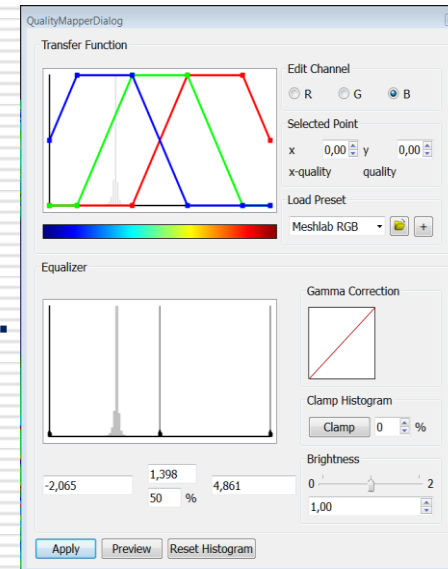 QualityMapperDialog
Transfer Function
Edit Channel
R G B
Selected Point
x 0,00 y 0,00
x-quality quality
Load Preset
Meshlab RGB +
Equalizer
Gamma Correction
Clamp Histogram
Clamp 0 %
-2,065 1,398 4,861
50 %
Brightness
0 2
1,00
Apply Preview Reset Histogram